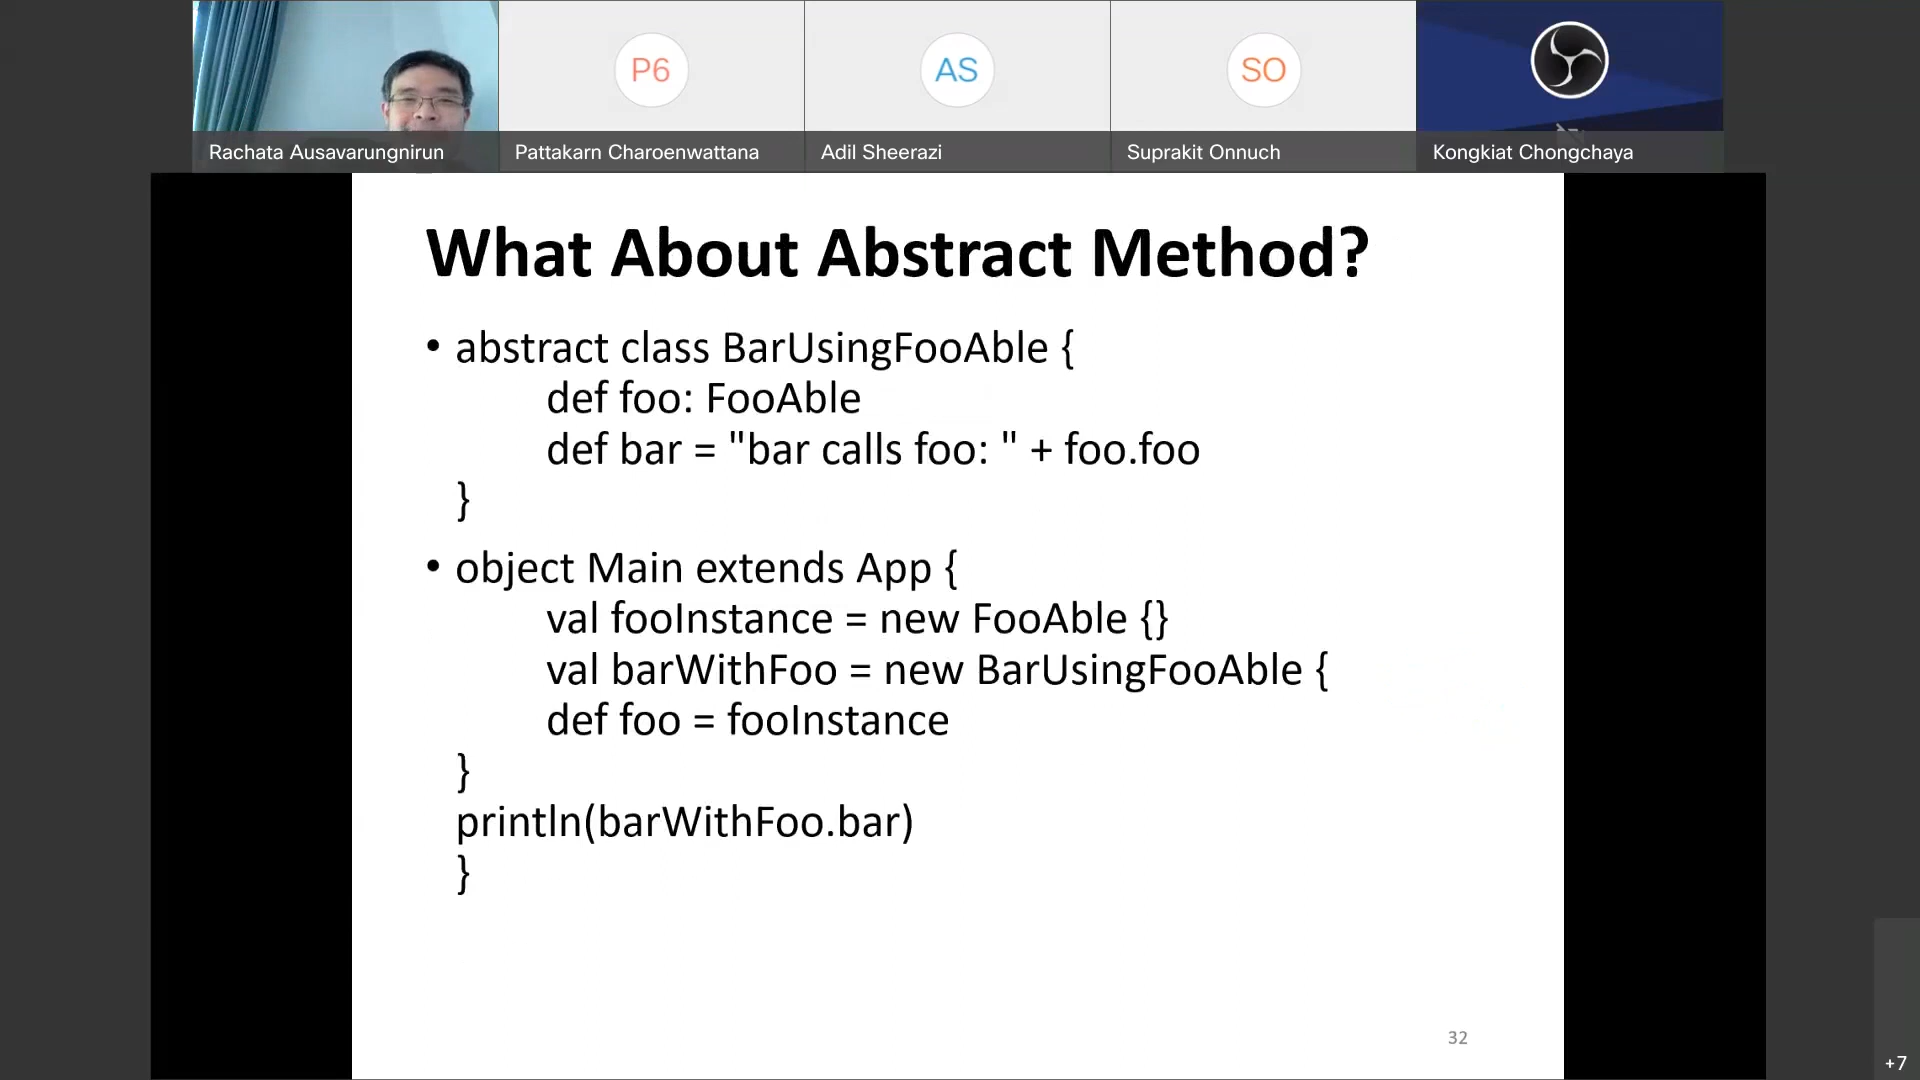 P6
AS
SO
Rachata Ausavarungnirun
Pattakarn Charoenwattana
Adil Sheerazi
Suprakit Onnuch
Kongkiat Chongchaya
What About Abstract Method?
• abstract class BarUsingFooAble {
def foo: FooAble
def bar = "bar calls foo: " + foo.foo
}
• object Main extends App {
val fooInstance = new FooAble {}
val barWithFoo = new BarUsingFooAble {
def foo = fooInstance
}
println(barWithFoo.bar)
}
32
+7